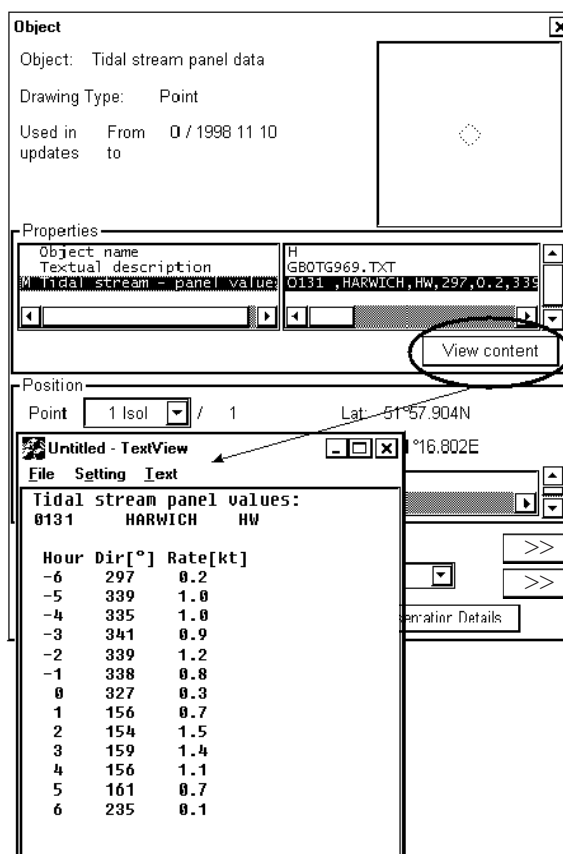 Object
Object: Tidal stream panel data
Drawing Type: Point
Used in updates From to 0 / 1998 11 10
Properties
Object name H
Textual description GBOTG969.TXT
M Tidal stream - panel value 0131 ,HARWICH,HW,297,0.2,339
View content
Position
Point 1 Isol / 1 Lat: 51°57.904N
1°16.802E
Untitled - TextView
File Setting Text
Tidal stream panel values:
0131 HARWICH HW
Hour Dir[°] Rate[kt]
-6 297 0.2
-5 339 1.0
-4 335 1.0
-3 341 0.9
-2 339 1.2
-1 338 0.8
0 327 0.3
1 156 0.7
2 154 1.5
3 159 1.4
4 156 1.1
5 161 0.7
6 235 0.1
>>
>>
Details